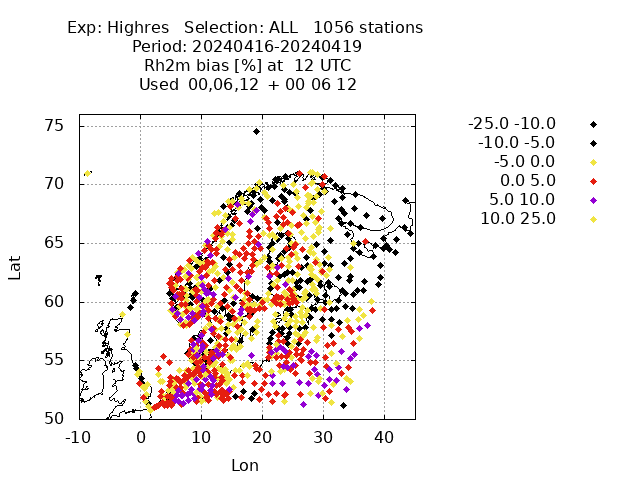 Exp: Highres   Selection: ALL   1056 stations
Period: 20240416-20240419
Rh2m bias [%] at  12 UTC
Used  00,06,12  + 00 06 12
-25.0 -10.0
-10.0 -5.0
-5.0 0.0
0.0 5.0
5.0 10.0
10.0 25.0
75
70
65
60
55
50
Lat
-10 0 10 20 30 40
Lon